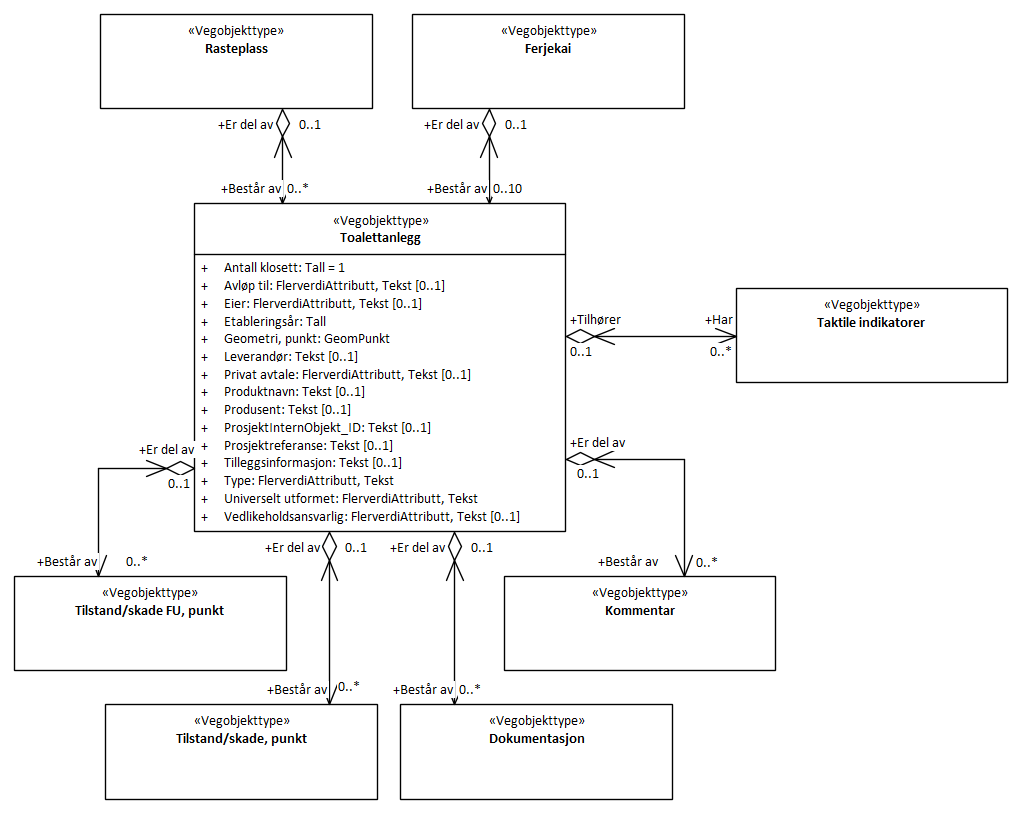 «Vegobjekttype»
Rasteplass
«Vegobjekttype»
Ferjekai
+Er del av 0..1
+Er del av 0..1
+Består av 0..*
+Består av 0..10
«Vegobjekttype»
Toalettanlegg
+ Antall klosett: Tall = 1
+ Avløp til: FlerverdiAttributt, Tekst [0..1]
+ Eier: FlerverdiAttributt, Tekst [0..1]
+ Etableringsår: Tall
+ Geometri, punkt: GeomPunkt
+ Leverandør: Tekst [0..1]
+ Privat avtale: FlerverdiAttributt, Tekst [0..1]
+ Produktnavn: Tekst [0..1]
+ Produsent: Tekst [0..1]
+ ProsjektInternObjekt_ID: Tekst [0..1]
+ Prosjektreferanse: Tekst [0..1]
+ Tilleggsinformasjon: Tekst [0..1]
+ Type: FlerverdiAttributt, Tekst
+ Universelt utformet: FlerverdiAttributt, Tekst
+ Vedlikeholdsansvarlig: FlerverdiAttributt, Tekst [0..1]
+Tilhører
0..1
+Har
0..*
«Vegobjekttype»
Taktile indikatorer
+Er del av
0..1
+Er del av
0..1
+Er del av 0..1
+Er del av 0..1
+Består av 0..*
+Består av 0..*
«Vegobjekttype»
Tilstand/skade FU, punkt
«Vegobjekttype»
Kommentar
+Består av 0..*
+Består av 0..*
«Vegobjekttype»
Tilstand/skade, punkt
«Vegobjekttype»
Dokumentasjon